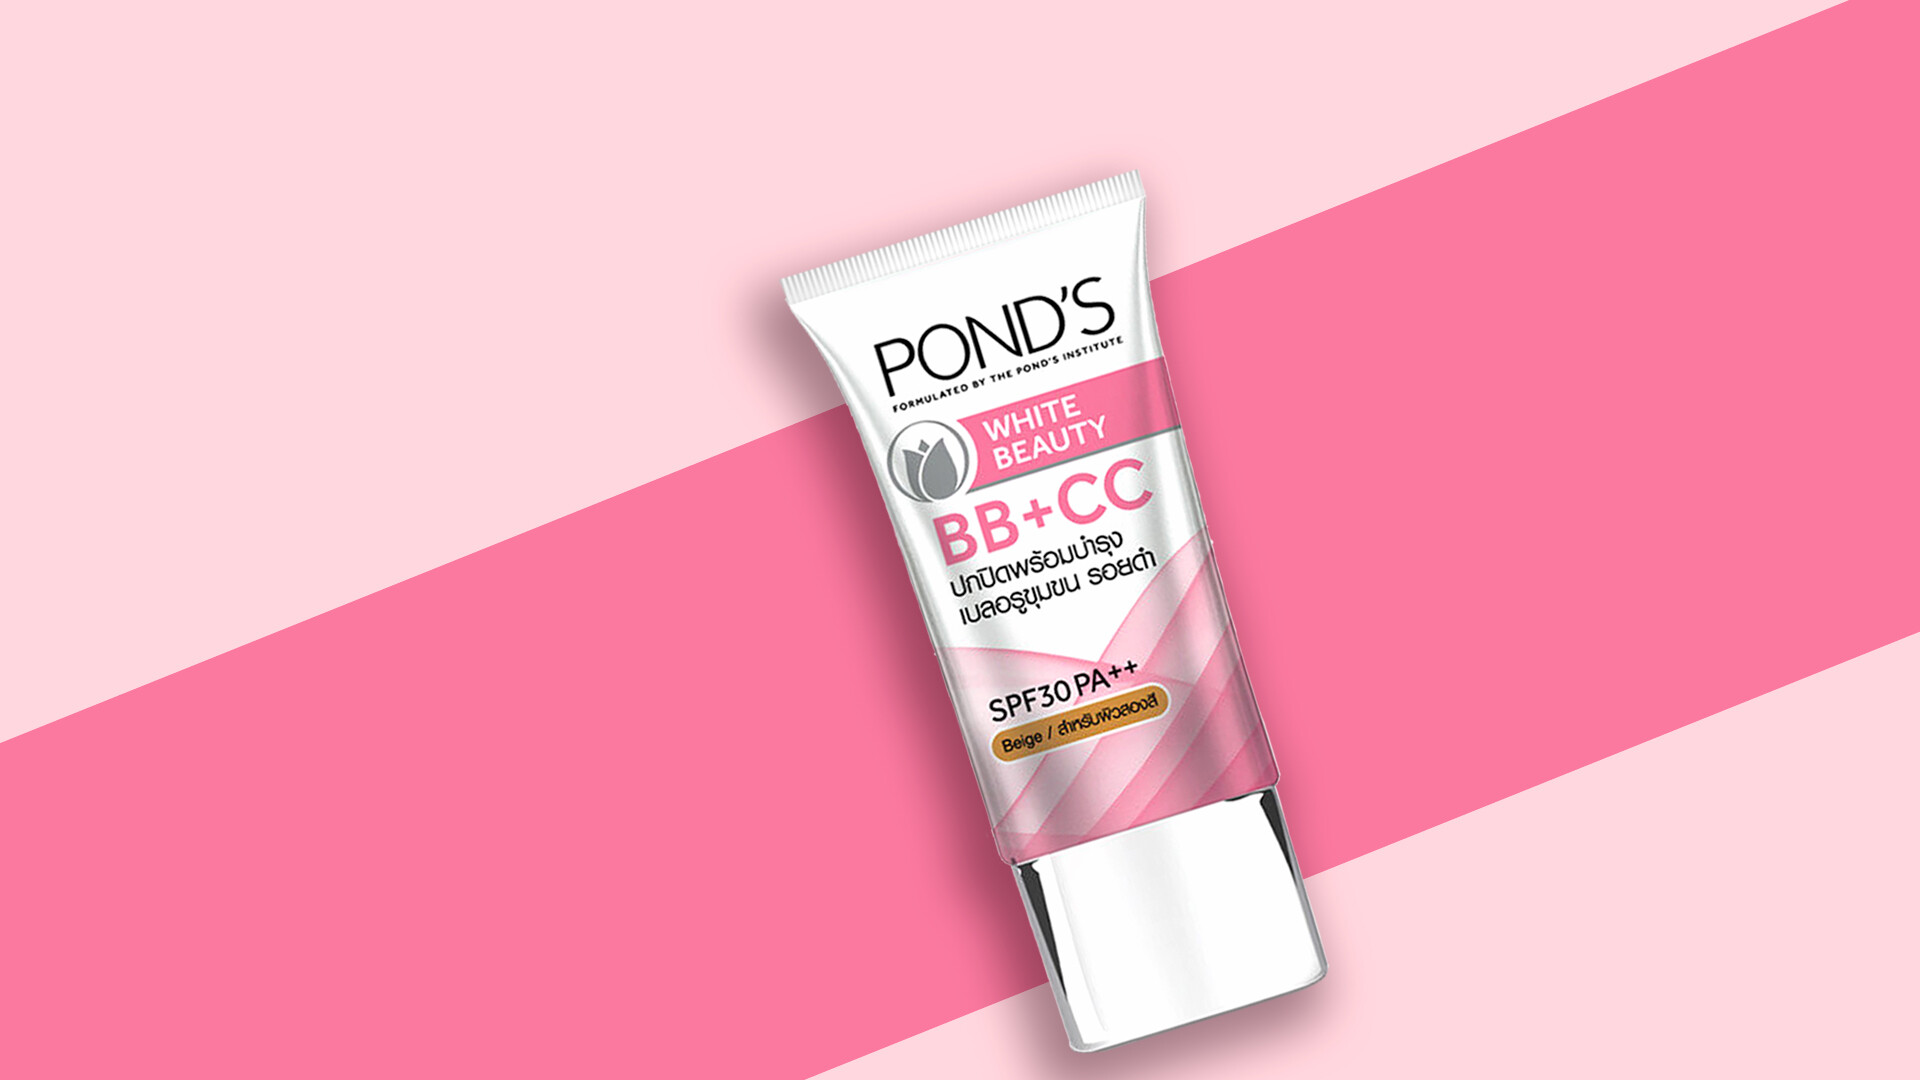 POND'S
FORMULATED BY THE POND'S INSTITUTE
WHITE
BEAUTY
BB+CC
ปกปิดพร้อมบำรุง
เบลอรูขุมขน รอยดำ
SPF30 PA++
Beige / สำหรับผิวสองสี